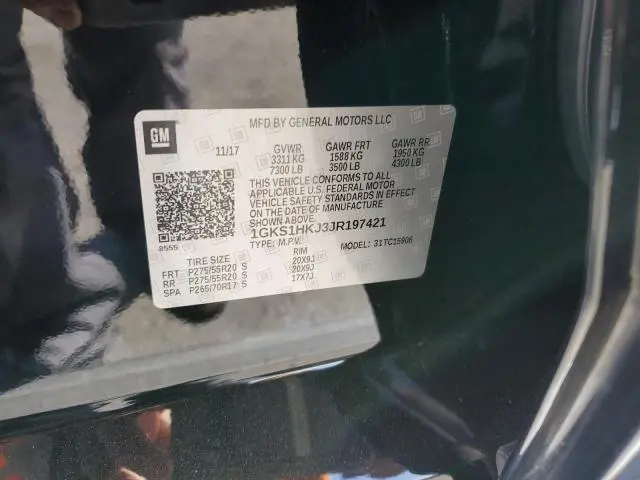 MFD BY GENERAL MOTORS LLC
GM
11/17 GVWR GAWR FRT GAWR RR
3311 KG 1588 KG 1950 KG
7300 LB 3500 LB 4300 LB
THIS VEHICLE CONFORMS TO ALL
APPLICABLE U.S. FEDERAL MOTOR
VEHICLE SAFETY STANDARDS IN EFFECT
ON THE DATE OF MANUFACTURE
SHOWN ABOVE.
1GKS1HKJ3JR197421
TYPE: M.P.V. MODEL: 31TC15906
8555
TIRE SIZE RIM
FRT P275/55R20 S 20X9J
RR P275/55R20 S 20X9J
SPA P265/70R17 S 17X7J